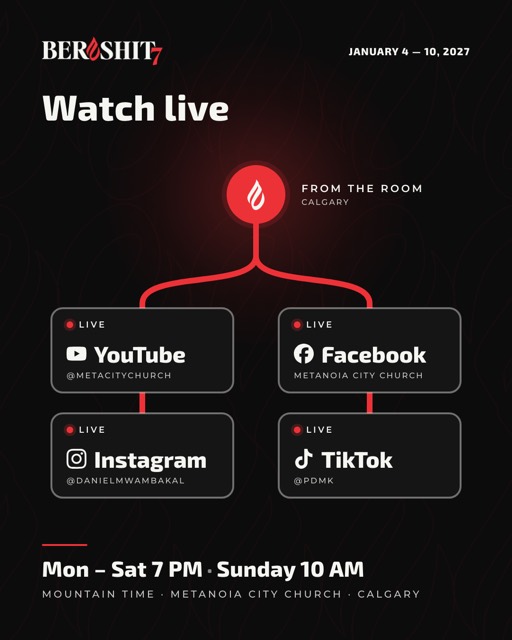 BERSHIT7
JANUARY 4 — 10, 2027
Watch live
FROM THE ROOM
CALGARY
LIVE
YouTube
@METACITYCHURCH
LIVE
Facebook
METANOIA CITY CHURCH
LIVE
Instagram
@DANIELMWAMBAKAL
LIVE
TikTok
@PDMK
Mon – Sat 7 PM · Sunday 10 AM
MOUNTAIN TIME · METANOIA CITY CHURCH · CALGARY